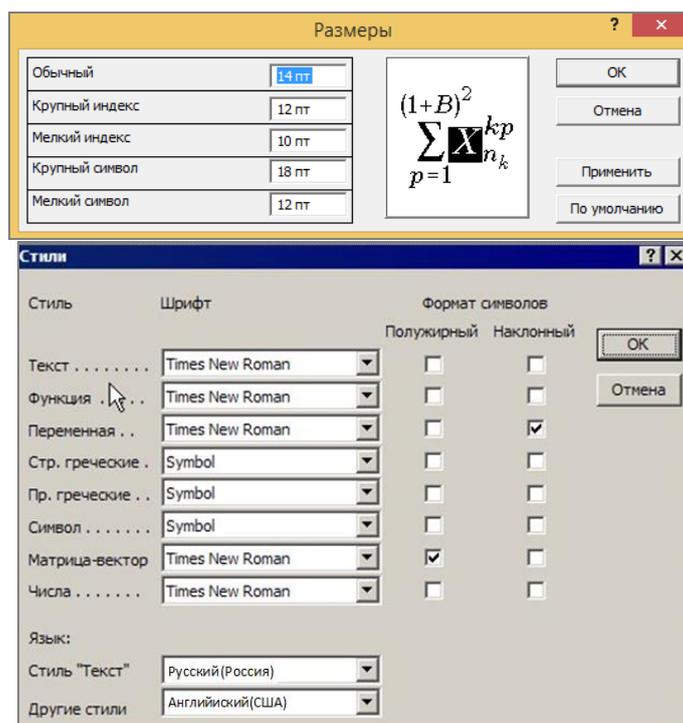 Размеры ? ×
Обычный 14 пт
Крупный индекс 12 пт
Мелкий индекс 10 пт
Крупный символ 18 пт
Мелкий символ 12 пт
(1+B)^2
∑ X kp n_k
p=1
OK
Отмена
Применить
По умолчанию
Стили ? ×
Стиль Шрифт Формат символов
Полужирный Наклонный
Текст . . . . . . . . Times New Roman
Функция . . . . Times New Roman
Переменная . . Times New Roman
Стр. греческие . Symbol
Пр. греческие . . Symbol
Символ . . . . . . . Symbol
Матрица-вектор Times New Roman
Числа . . . . . . . Times New Roman
OK
Отмена
Язык:
Стиль "Текст" Русский(Россия)
Другие стили Английиский(США)